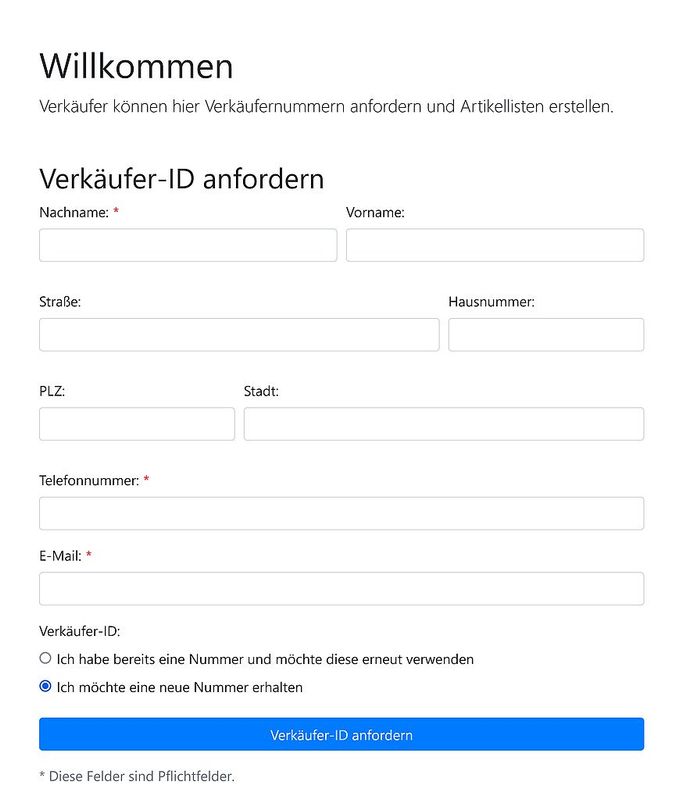 Willkommen
Verkäufer können hier Verkäufernummern anfordern und Artikellisten erstellen.
Verkäufer-ID anfordern
Nachname: * Vorname:
Straße: Hausnummer:
PLZ: Stadt:
Telefonnummer: *
E-Mail: *
Verkäufer-ID:
Ich habe bereits eine Nummer und möchte diese erneut verwenden
Ich möchte eine neue Nummer erhalten
Verkäufer-ID anfordern
* Diese Felder sind Pflichtfelder.